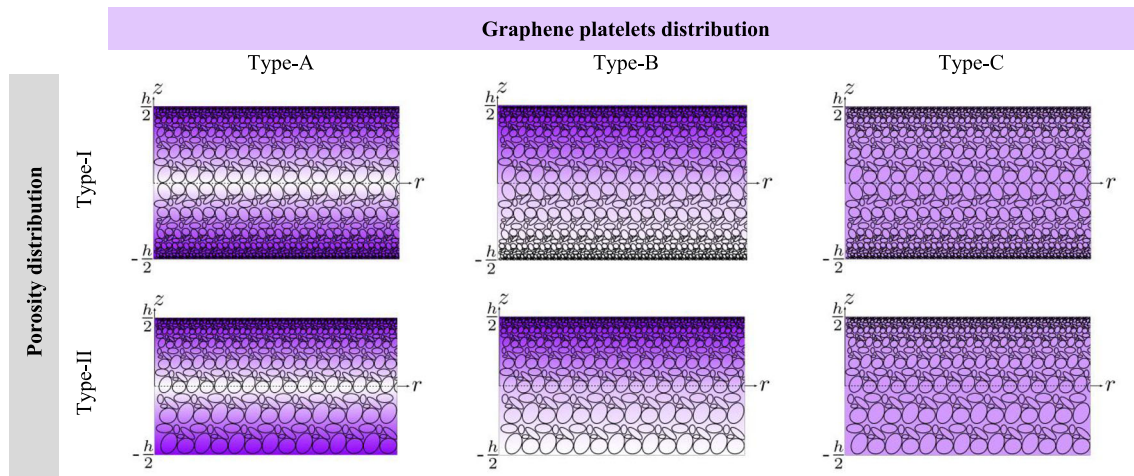 Graphene platelets distribution
Type-A Type-B Type-C
Porosity distribution
Type-I
z h/2 r -h/2
z h/2 r -h/2
z h/2 r -h/2
Type-II
z h/2 r -h/2
z h/2 r -h/2
z h/2 r -h/2